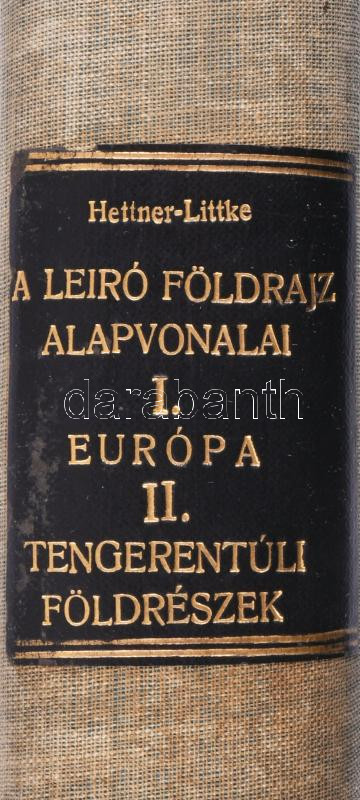 Hettner-Littke
A LEIRÓ FÖLDRAJZ
ALAPVONALAI
I.
darabanth
EURÓPA
II.
TENGERENTÚLI
FÖLDRÉSZEK